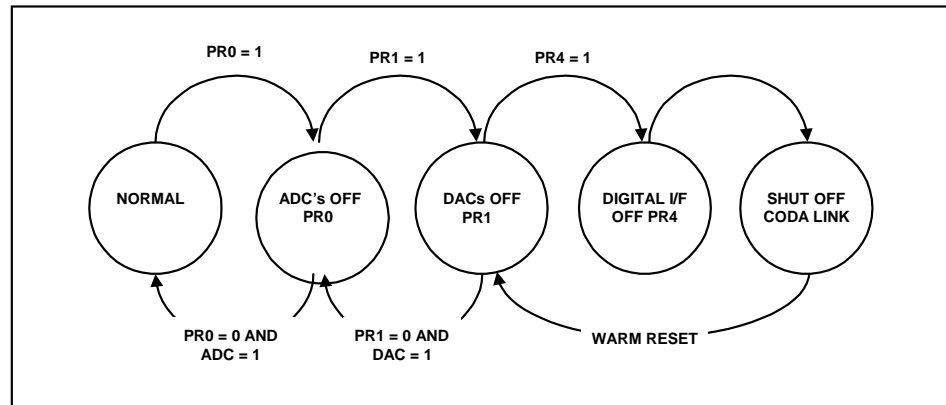 PR0 = 1
PR1 = 1
PR4 = 1
NORMAL
ADC's OFF
PR0
DACs OFF
PR1
DIGITAL I/F
OFF PR4
SHUT OFF
CODA LINK
PR0 = 0 AND
ADC = 1
PR1 = 0 AND
DAC = 1
WARM RESET